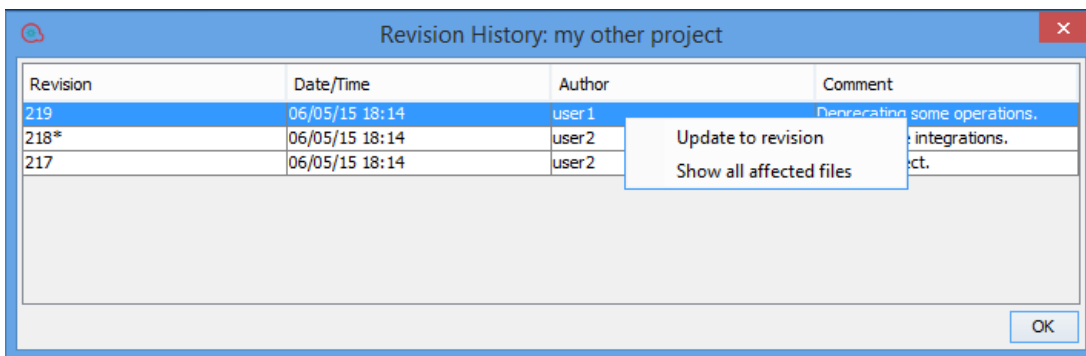 Revision History: my other project
Revision Date/Time Author Comment
219 06/05/15 18:14 user1 Deprecating some operations.
218* 06/05/15 18:14 user2 integrations.
217 06/05/15 18:14 user2
Update to revision
Show all affected files
OK